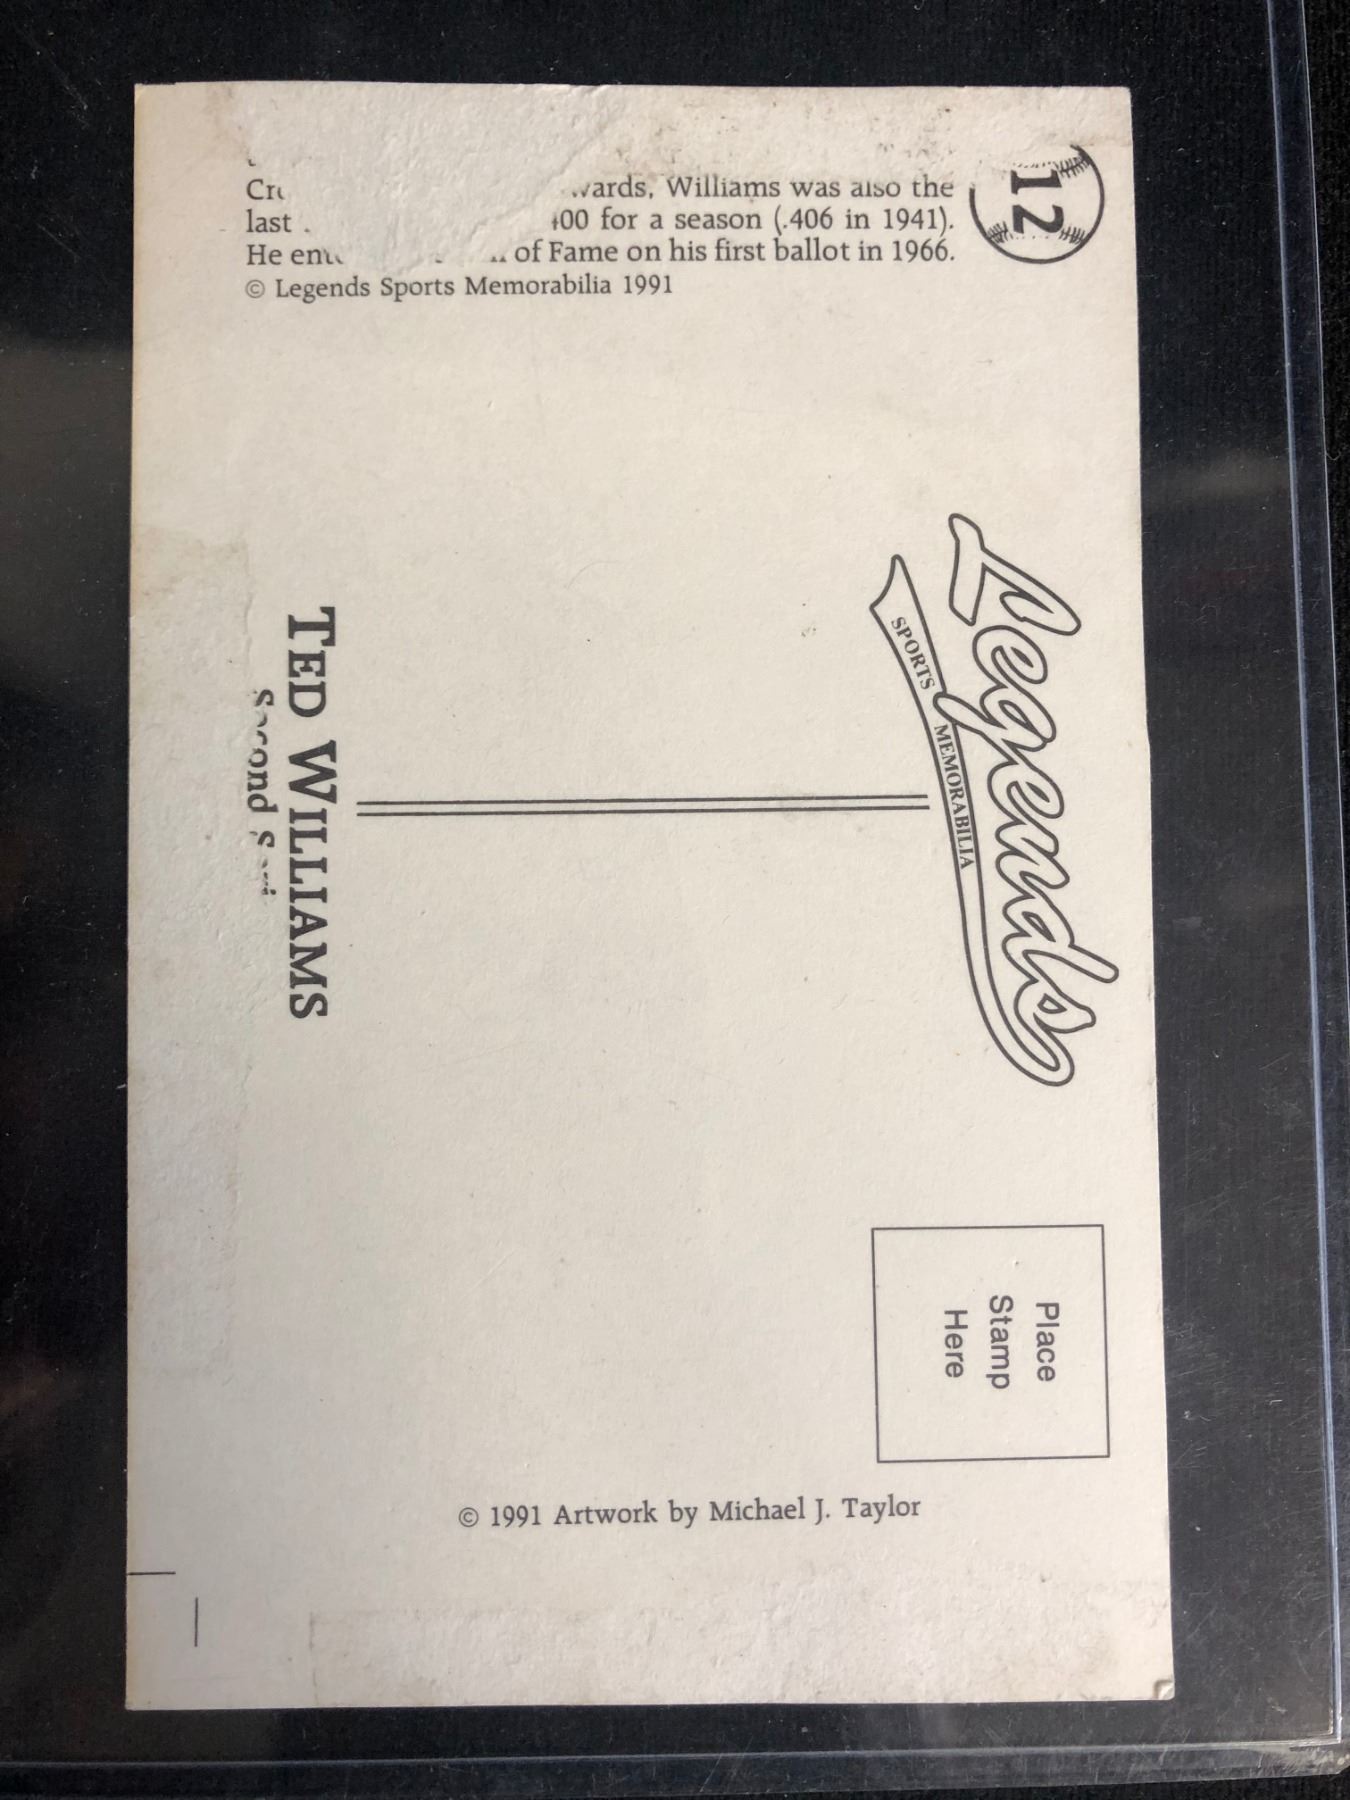 wards, Williams was also the
last 400 for a season (.406 in 1941).
He of Fame on his first ballot in 1966.
© Legends Sports Memorabilia 1991
12
Legends
SPORTS MEMORABILIA
TED WILLIAMS
Second
Place
Stamp
Here
© 1991 Artwork by Michael J. Taylor